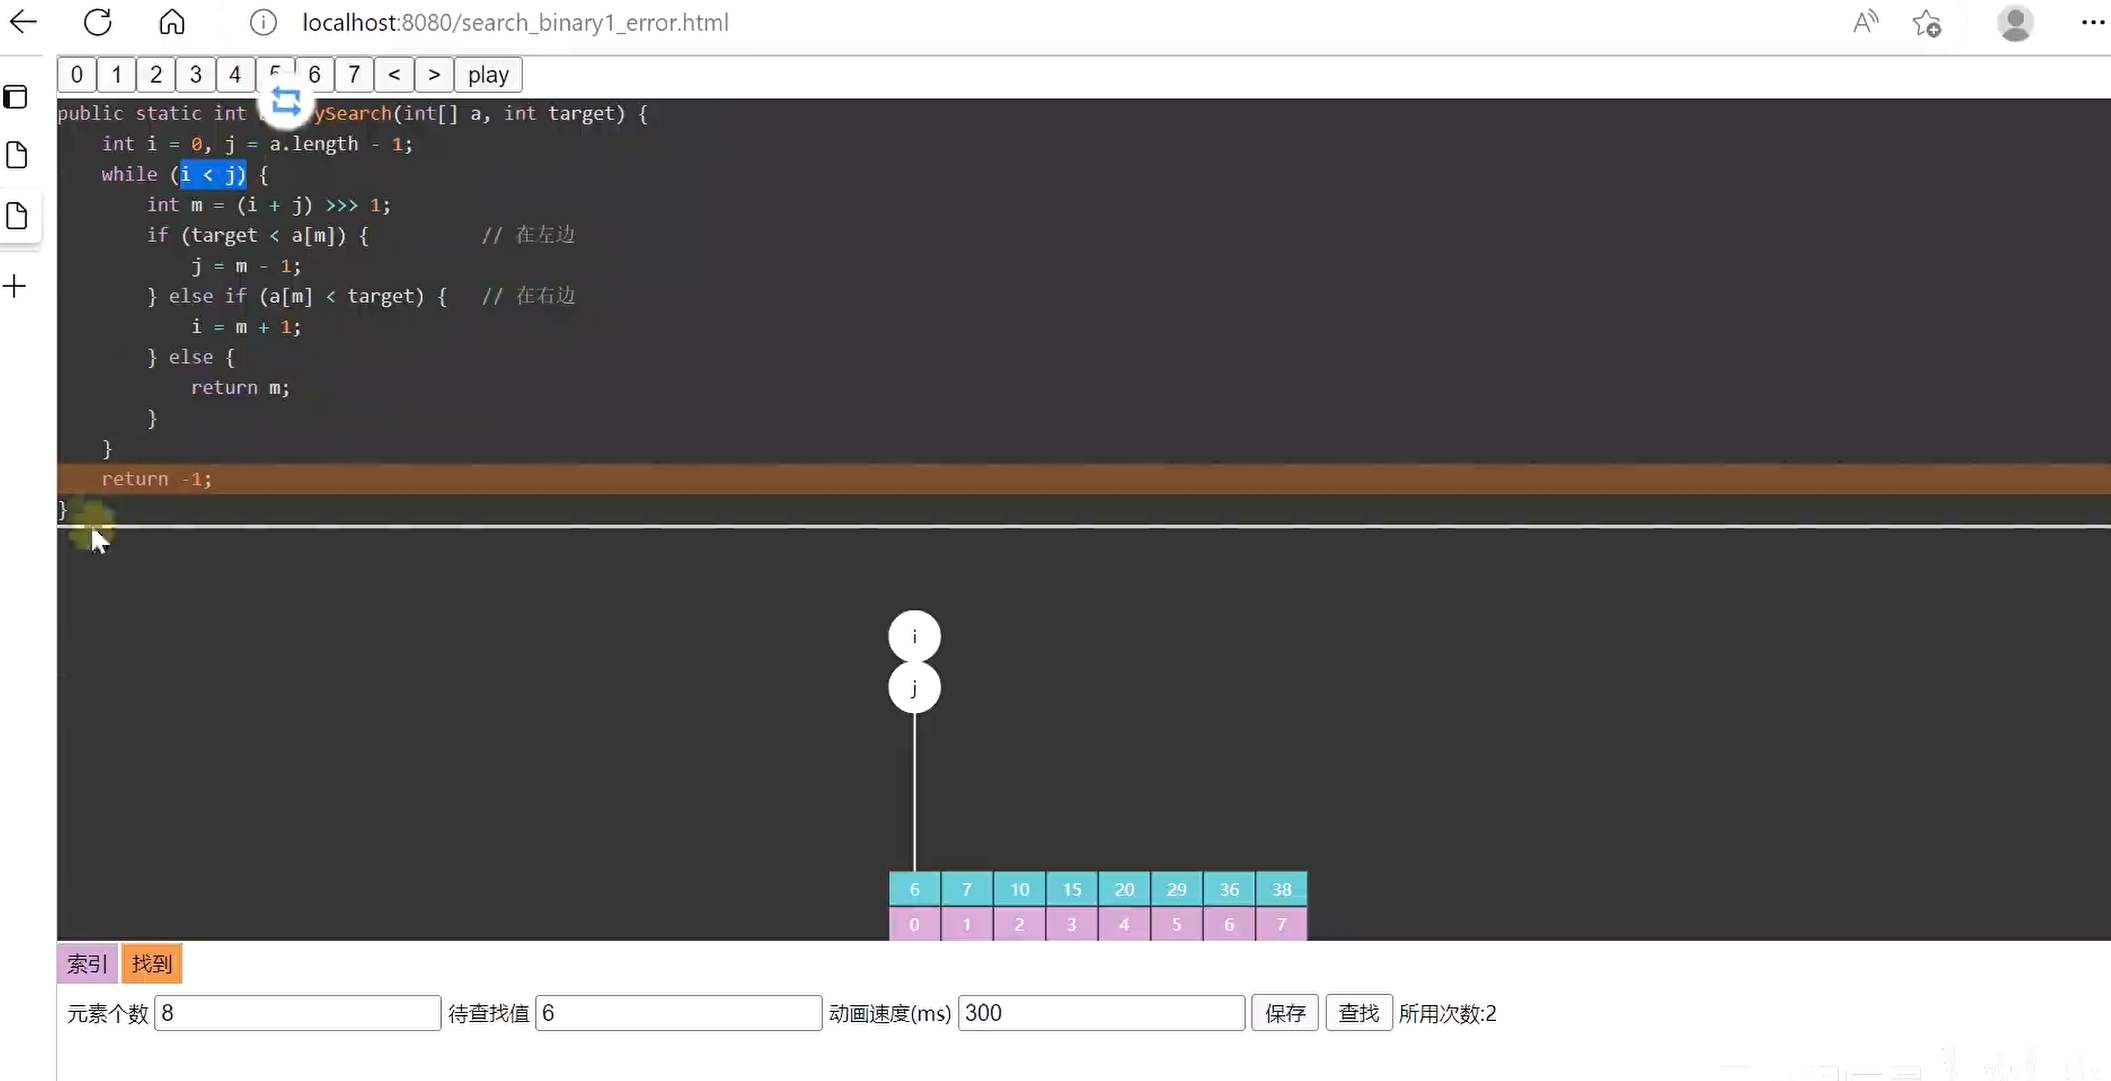 localhost:8080/search_binary1_error.html
0 1 2 3 4 5 6 7 < > play
public static int ySearch(int[] a, int target) {
int i = 0, j = a.length - 1;
while (i < j) {
int m = (i + j) >>> 1;
if (target < a[m]) { // 在左边
j = m - 1;
} else if (a[m] < target) { // 在右边
i = m + 1;
} else {
return m;
}
}
return -1;
}
i
j
6 7 10 15 20 29 36 38
0 1 2 3 4 5 6 7
索引 找到
元素个数 8 待查找值 6 动画速度(ms) 300 保存 查找 所用次数:2